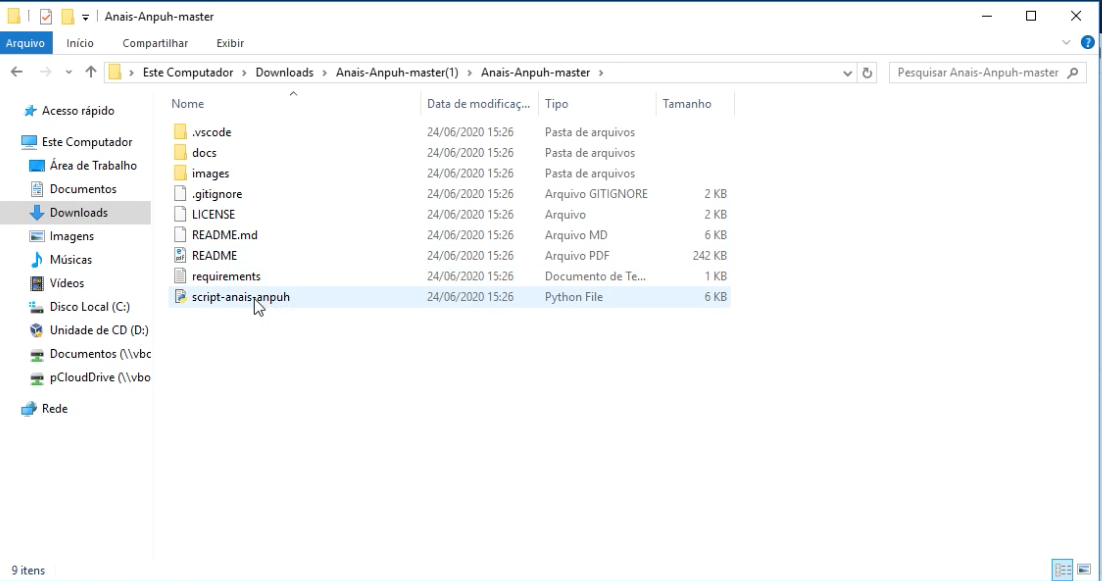 Anais-Anpuh-master
Arquivo Início Compartilhar Exibir
Este Computador Downloads Anais-Anpuh-master(1) Anais-Anpuh-master Pesquisar Anais-Anpuh-master
Nome Data de modificaç... Tipo Tamanho
.vscode 24/06/2020 15:26 Pasta de arquivos
docs 24/06/2020 15:26 Pasta de arquivos
images 24/06/2020 15:26 Pasta de arquivos
.gitignore 24/06/2020 15:26 Arquivo GITIGNORE 2 KB
LICENSE 24/06/2020 15:26 Arquivo 2 KB
README.md 24/06/2020 15:26 Arquivo MD 6 KB
README 24/06/2020 15:26 Arquivo PDF 242 KB
requirements 24/06/2020 15:26 Documento de Te... 1 KB
script-anais-anpuh 24/06/2020 15:26 Python File 6 KB
Acesso rápido
Este Computador
Área de Trabalho
Documentos
Downloads
Imagens
Músicas
Vídeos
Disco Local (C:)
Unidade de CD (D:)
Documentos (\\vbo
pCloudDrive (\\vbo
Rede
9 itens